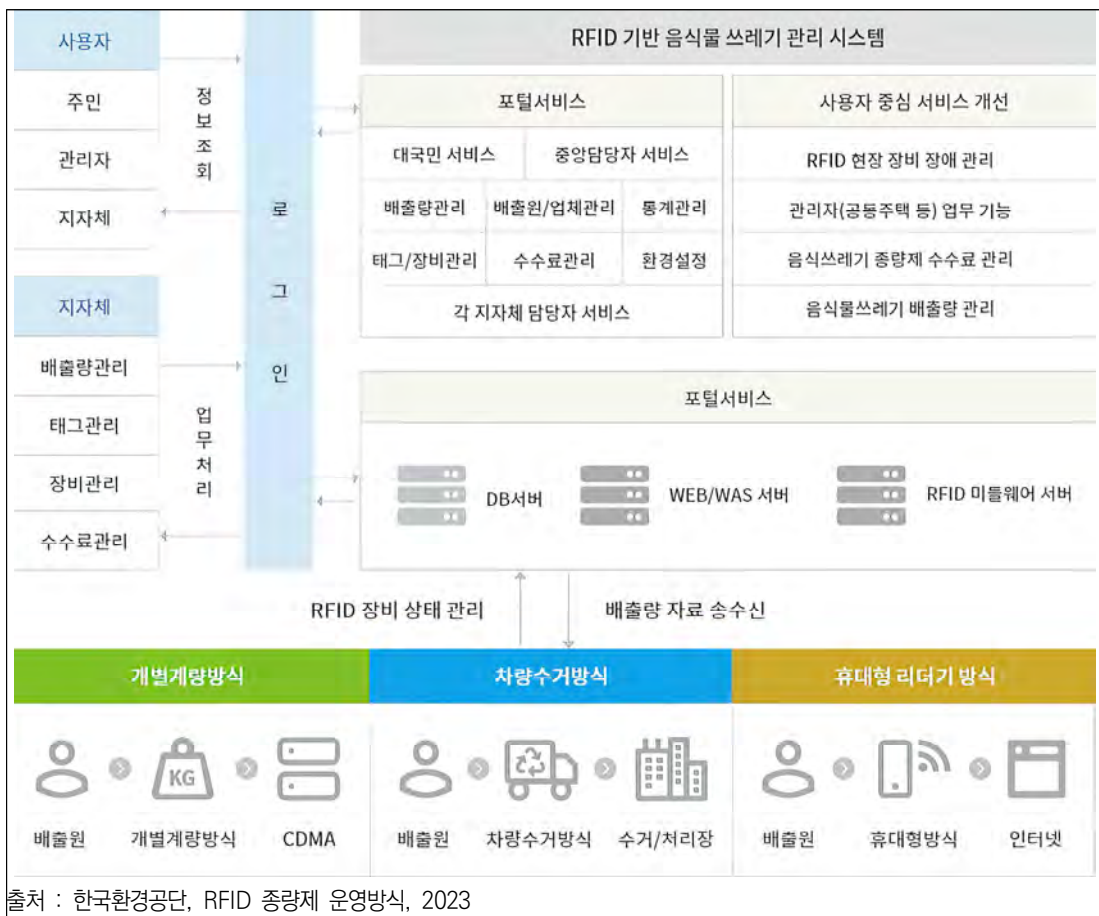 사용자
주민
관리자
지자체
정보조회
지자체
배출량관리
태그관리
장비관리
수수료관리
업무처리
로그인
RFID 기반 음식물 쓰레기 관리 시스템
포털서비스
대국민 서비스 중앙담당자 서비스
배출량관리 배출원/업체관리 통계관리
태그/장비관리 수수료관리 환경설정
각 지자체 담당자 서비스
사용자 중심 서비스 개선
RFID 현장 장비 장애 관리
관리자(공통주택 등) 업무 기능
음식쓰레기 종량제 수수료 관리
음식물쓰레기 배출량 관리
포털서비스
DB서버
WEB/WAS 서버
RFID 미들웨어 서버
RFID 장비 상태 관리
배출량 자료 송수신
개별계량방식
KG
배출원 개별계량방식 CDMA
차량수거방식
배출원 차량수거방식 수거/처리장
휴대형 리더기 방식
배출원 휴대형방식 인터넷
출처 : 한국환경공단, RFID 종량제 운영방식, 2023